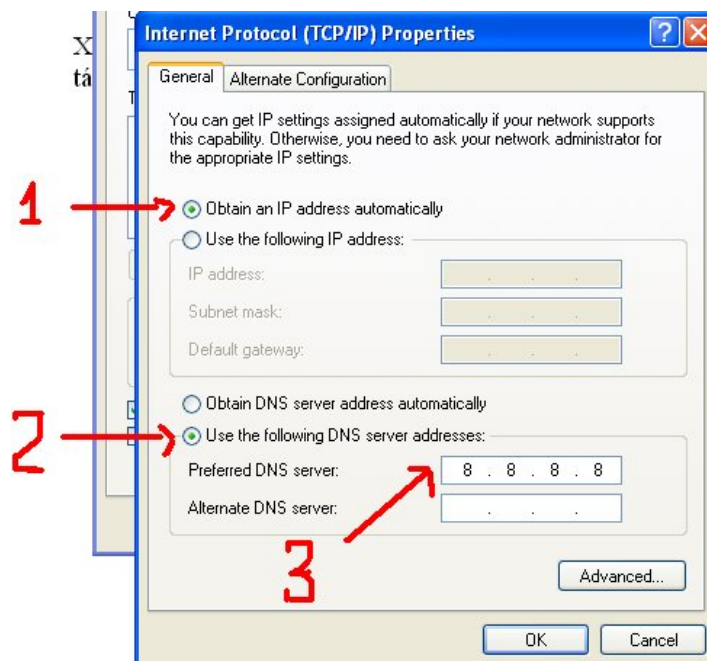 Internet Protocol (TCP/IP) Properties
X
tá
General
Alternate Configuration
You can get IP settings assigned automatically if your network supports
this capability. Otherwise, you need to ask your network administrator for
the appropriate IP settings.
1
Obtain an IP address automatically
Use the following IP address:
IP address:
Subnet mask:
Default gateway:
Obtain DNS server address automatically
2
Use the following DNS server addresses:
Preferred DNS server: 8 . 8 . 8 . 8
Alternate DNS server:
3
Advanced...
OK
Cancel